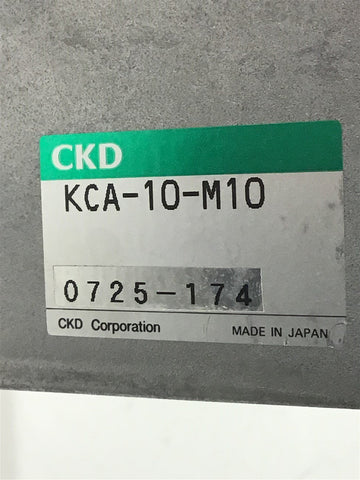 CKD
KCA-10-M10
0725-174
CKD Corporation MADE IN JAPAN